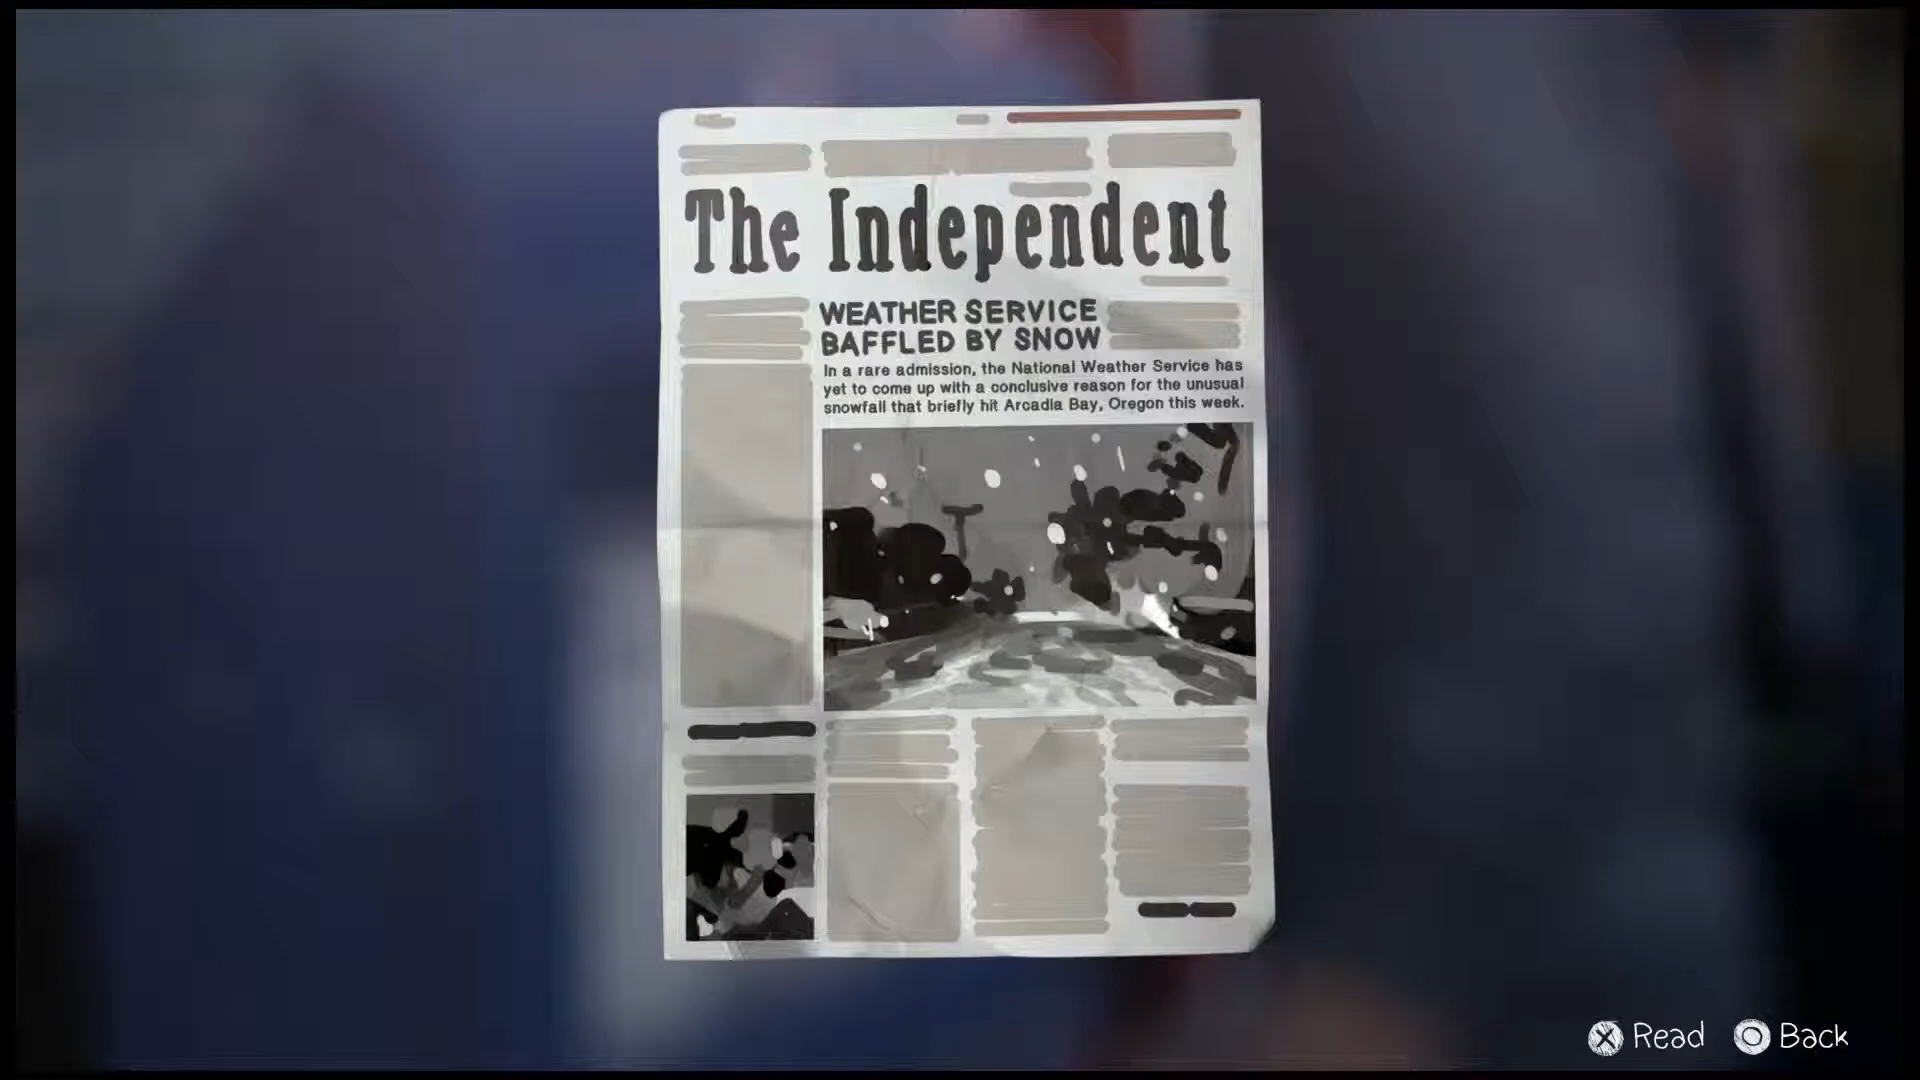 The Independent
WEATHER SERVICE
BAFFLED BY SNOW
In a rare admission, the National Weather Service has
yet to come up with a conclusive reason for the unusual
snowfall that briefly hit Arcadia Bay, Oregon this week.
Read Back